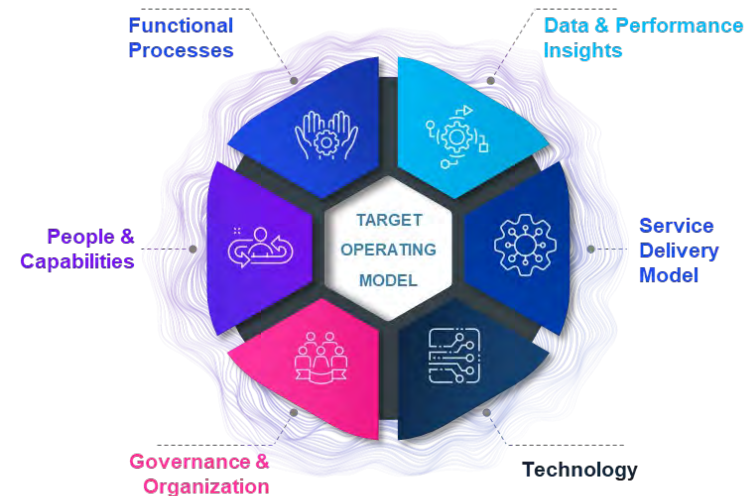 Functional
Processes
Data & Performance
Insights
People &
Capabilities
TARGET
OPERATING
MODEL
Service
Delivery
Model
Governance &
Organization
Technology